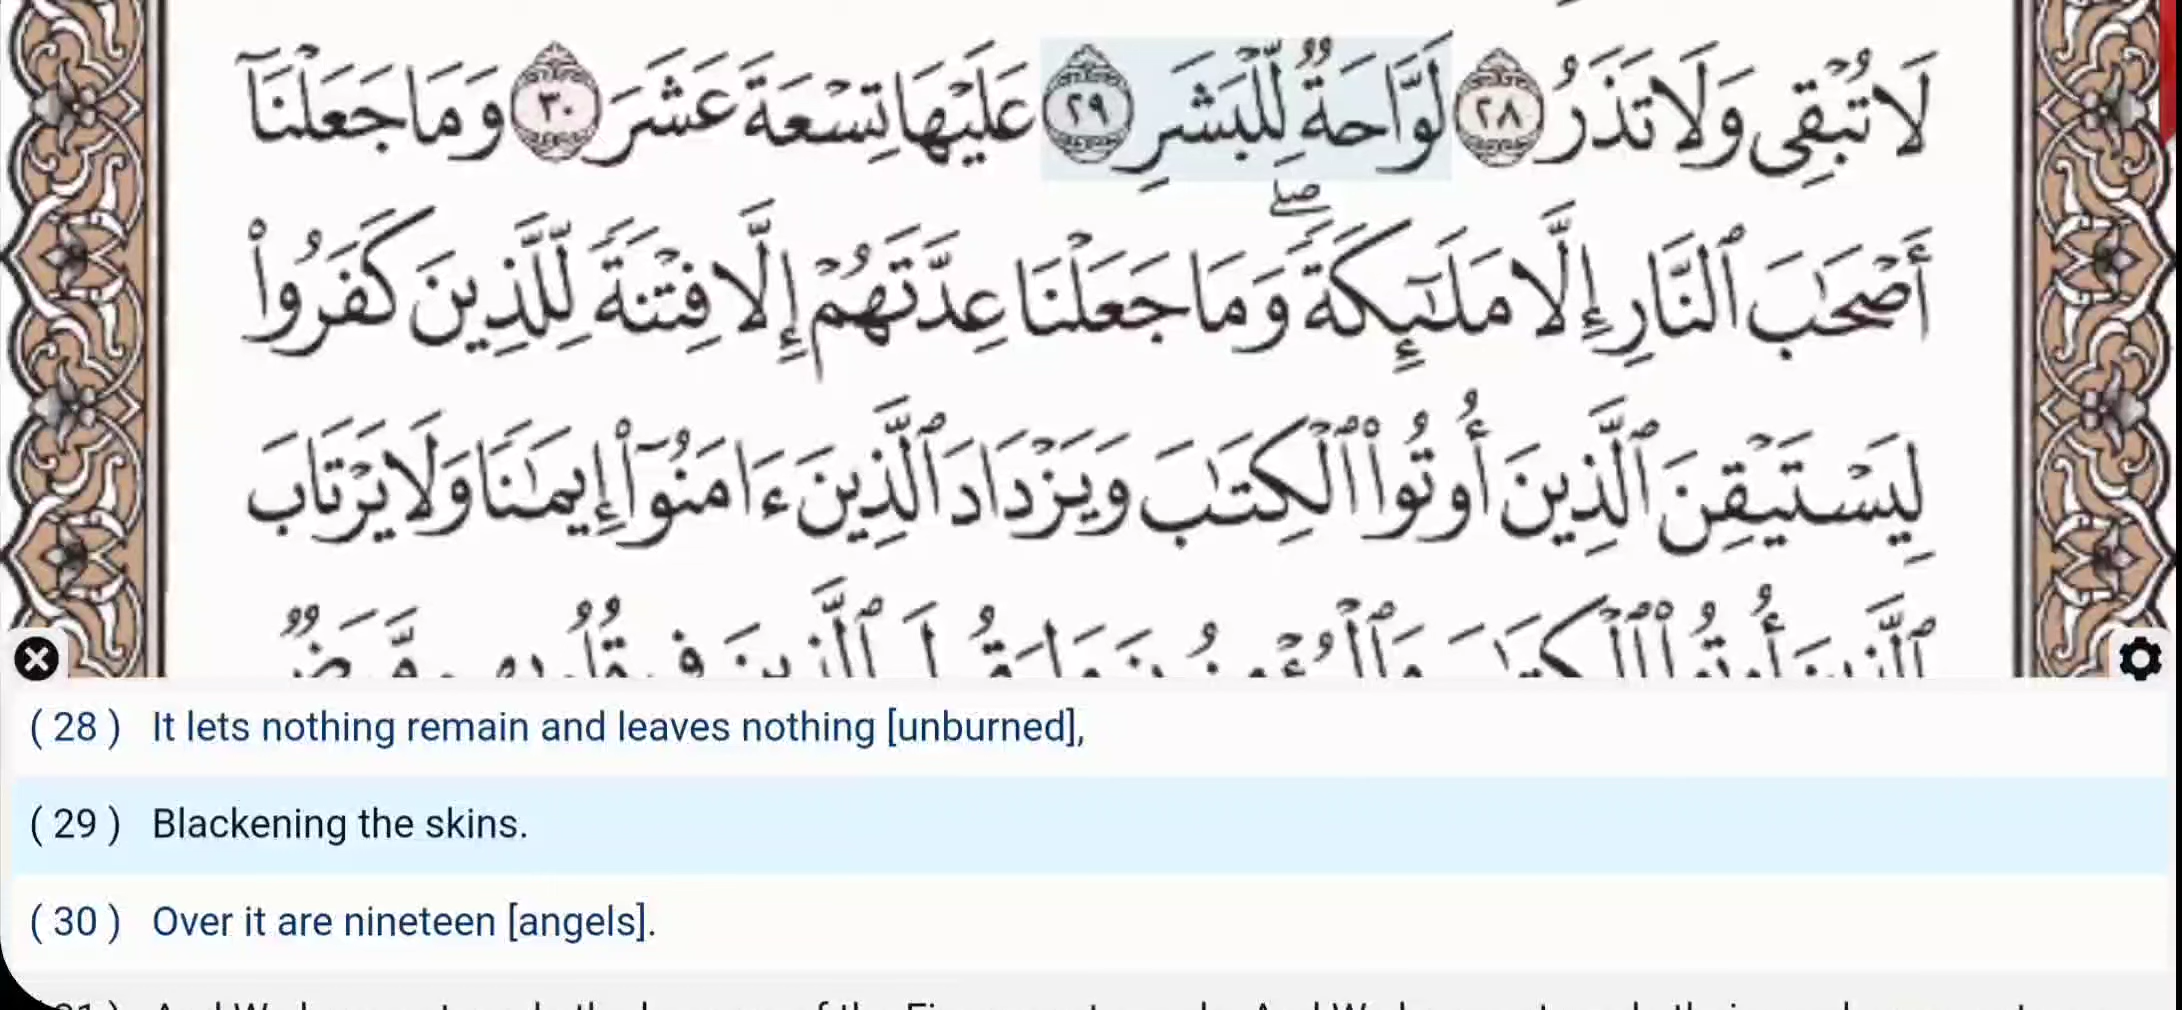 لَا تُبْقِى وَلَا تَذَرُ ٢٨ لَوَّاحَةٌ لِّلْبَشَرِ ٢٩ عَلَيْهَا تِسْعَةَ عَشَرَ ٣٠ وَمَا جَعَلْنَآ
أَصْحَٰبَ ٱلنَّارِ إِلَّا مَلَٰٓئِكَةً ۖ وَمَا جَعَلْنَا عِدَّتَهُمْ إِلَّا فِتْنَةً لِّلَّذِينَ كَفَرُوا۟
لِيَسْتَيْقِنَ ٱلَّذِينَ أُوتُوا۟ ٱلْكِتَٰبَ وَيَزْدَادَ ٱلَّذِينَ ءَامَنُوٓا۟ إِيمَٰنًا وَلَا يَرْتَابَ
( 28 ) It lets nothing remain and leaves nothing [unburned],
( 29 ) Blackening the skins.
( 30 ) Over it are nineteen [angels].